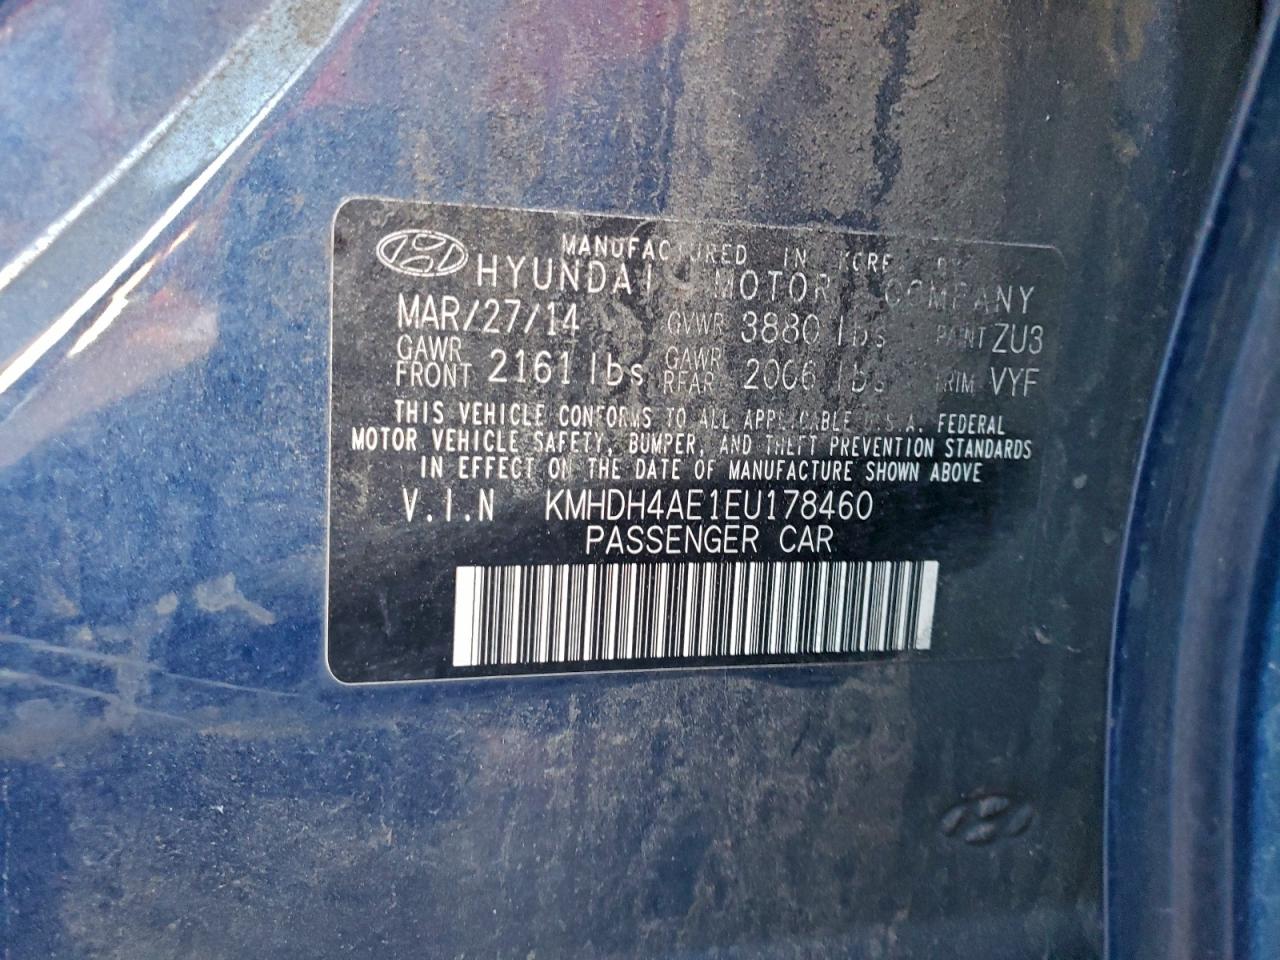 MANUFACTURED IN KOREA BY
HYUNDAI MOTOR COMPANY
MAR/27/14 GVWR 3880 lbs PAINT ZU3
GAWR FRONT 2161 lbs GAWR REAR 2006 lbs TRIM VYF
THIS VEHICLE CONFORMS TO ALL APPLICABLE U.S.A. FEDERAL
MOTOR VEHICLE SAFETY, BUMPER, AND THEFT PREVENTION STANDARDS
IN EFFECT ON THE DATE OF MANUFACTURE SHOWN ABOVE
V.I.N KMHDH4AE1EU178460
PASSENGER CAR